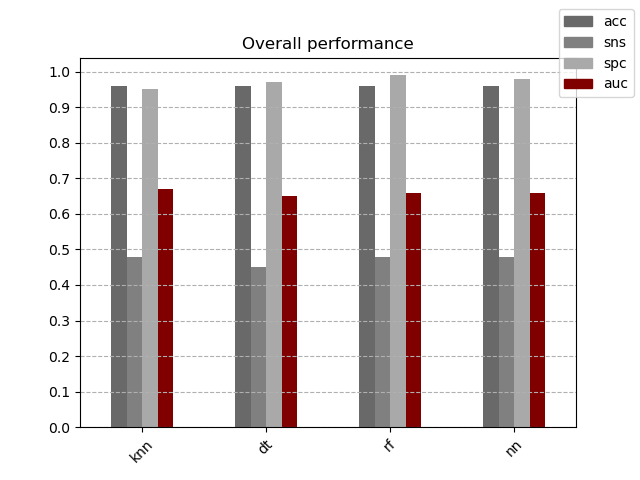 Overall performance
acc
sns
spc
auc
1.0
0.9
0.8
0.7
0.6
0.5
0.4
0.3
0.2
0.1
0.0
knn
dt
rf
nn